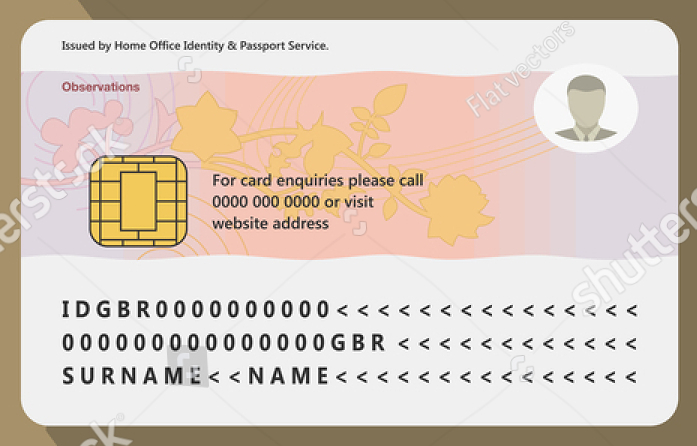 Issued by Home Office Identity & Passport Service.
Observations
Flat vectors
For card enquiries please call
0000 000 0000 or visit
website address
IDGBR0000000000<<<<<<<<<<<<<<<
000000000000000GBR <<<<<<<<<<<<
SURNAME<<NAME<<<<<<<<<<<<<<<